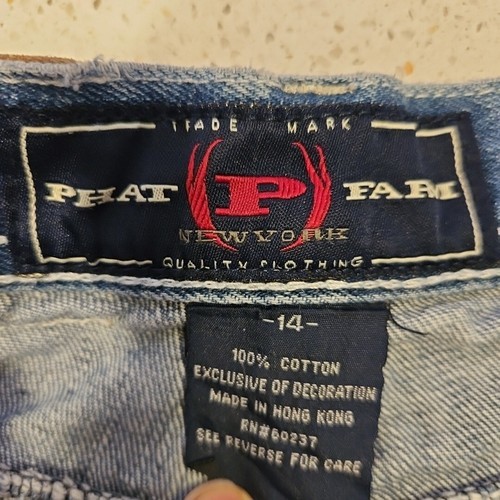 TRADE MARK
PHAT P FARM
NEW YORK
QUALITY CLOTHING
-14-
100% COTTON
EXCLUSIVE OF DECORATION
MADE IN HONG KONG
RN#60237
SEE REVERSE FOR CARE